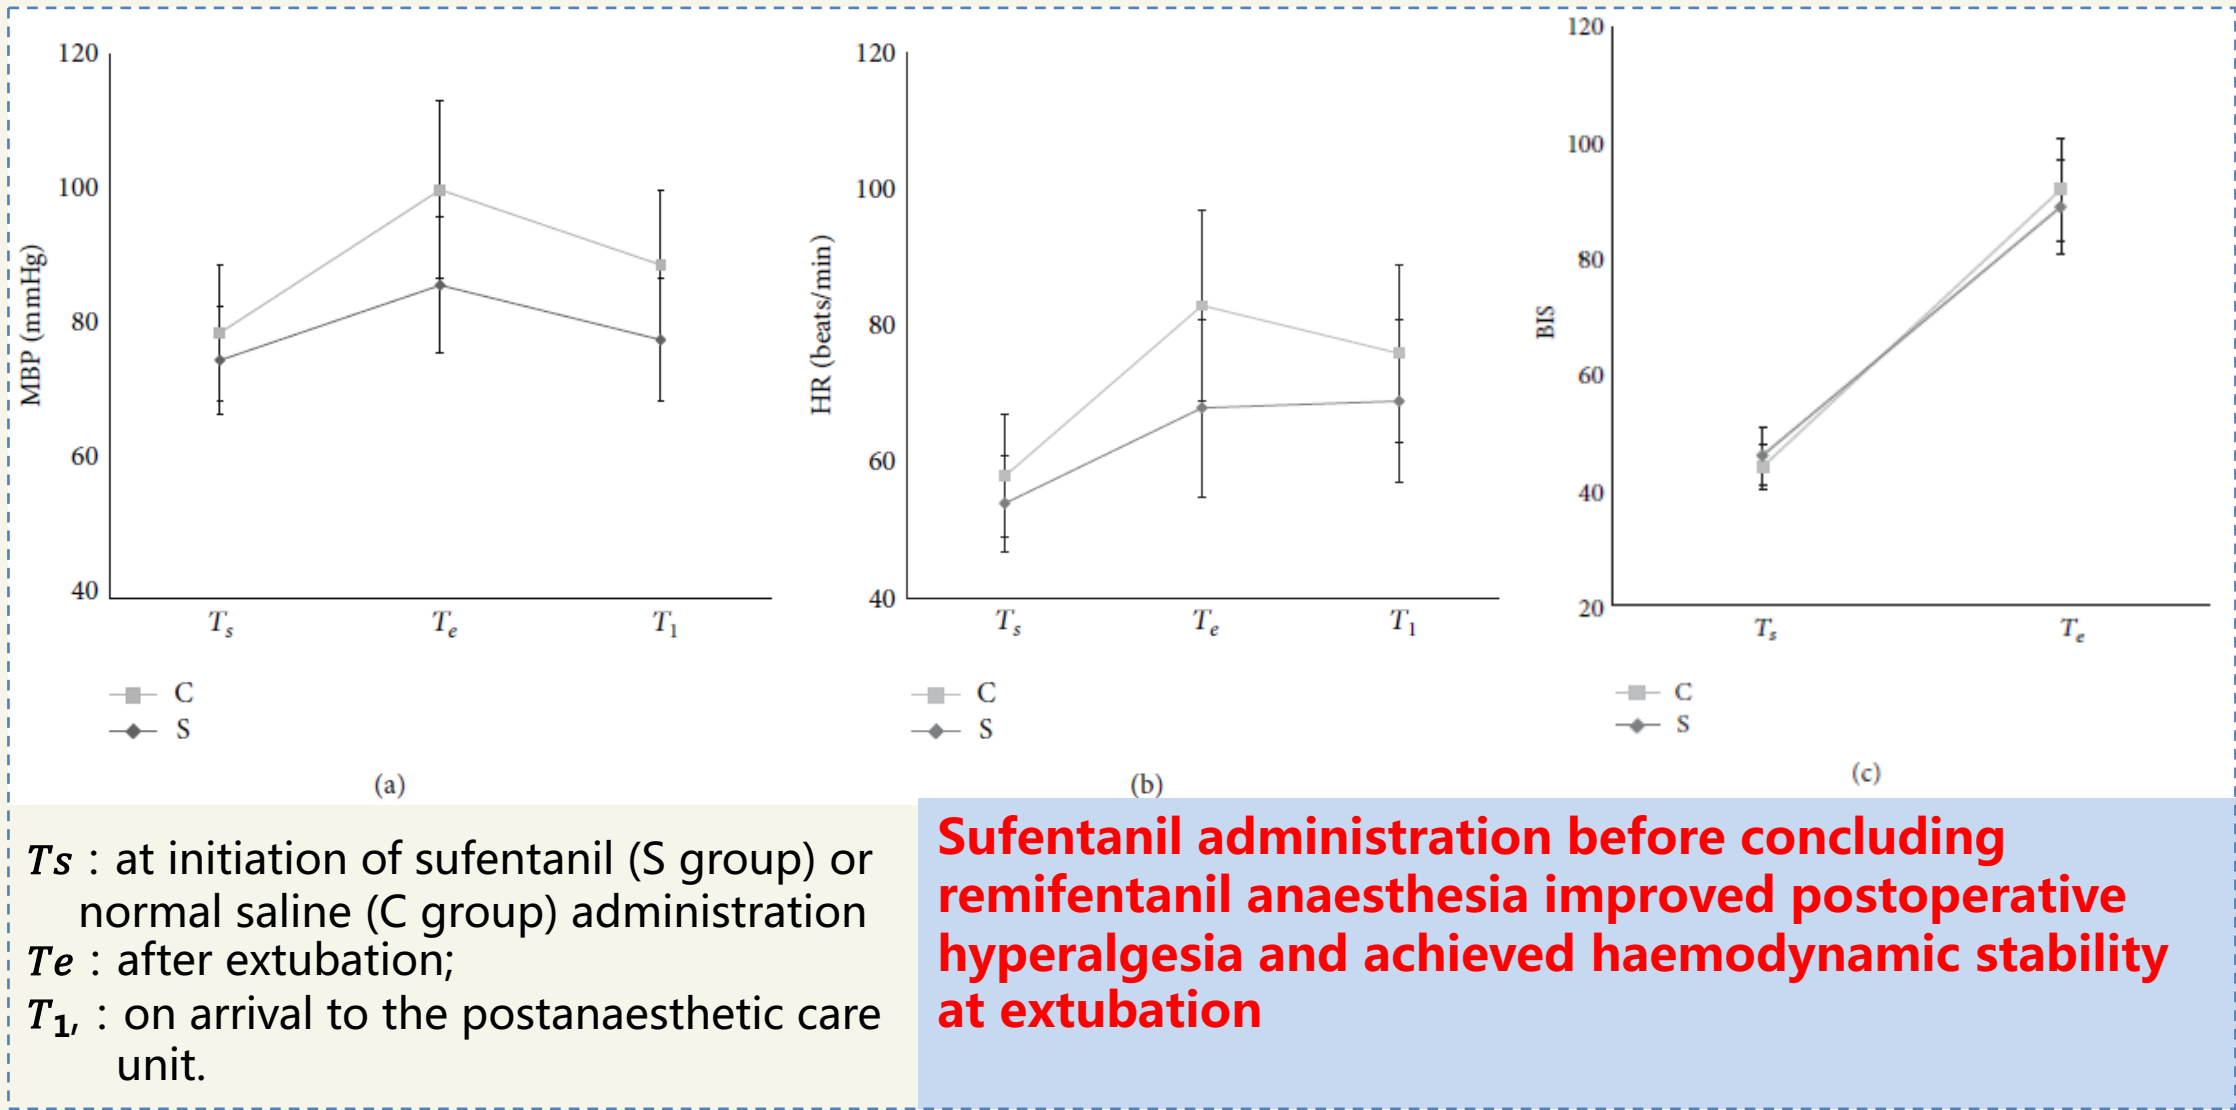 120
100
80
60
40
MBP (mmHg)
Ts Te T1
C
S
(a)
120
100
80
60
40
HR (beats/min)
Ts Te T1
C
S
(b)
120
100
80
60
40
20
BIS
Ts Te
C
S
(c)
Ts : at initiation of sufentanil (S group) or
normal saline (C group) administration
Te : after extubation;
T1, : on arrival to the postanaesthetic care
unit.
Sufentanil administration before concluding
remifentanil anaesthesia improved postoperative
hyperalgesia and achieved haemodynamic stability
at extubation